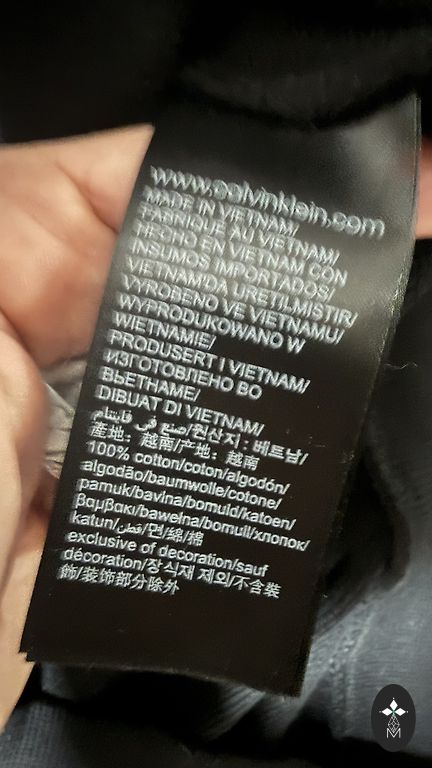 www.calvinklein.com
MADE IN VIETNAM/
FABRIQUÉ AU VIETNAM/
HECHO EN VIETNAM CON
INSUMOS IMPORTADOS/
VIETNAM'DA ÜRETİLMİŞTİR/
VYROBENO VE VIETNAMU/
WYPRODUKOWANO W
WIETNAMIE/
PRODUSERT I VIETNAM/
ИЗГОТОВЛЕНО ВО
ВЬЕТНАМЕ/
DIBUAT DI VIETNAM/
صنع في فيتنام/원산지 : 베트남/
產地：越南/产地：越南
100% cotton/coton/algodón/
algodão/baumwolle/cotone/
pamuk/bavlna/bomuld/katoen/
βαμβακι/bawełna/bomull/хлопок/
katun/قطن/면/綿/棉
exclusive of decoration/sauf
décoration/장식재 제외/不含裝
飾/装饰部分除外